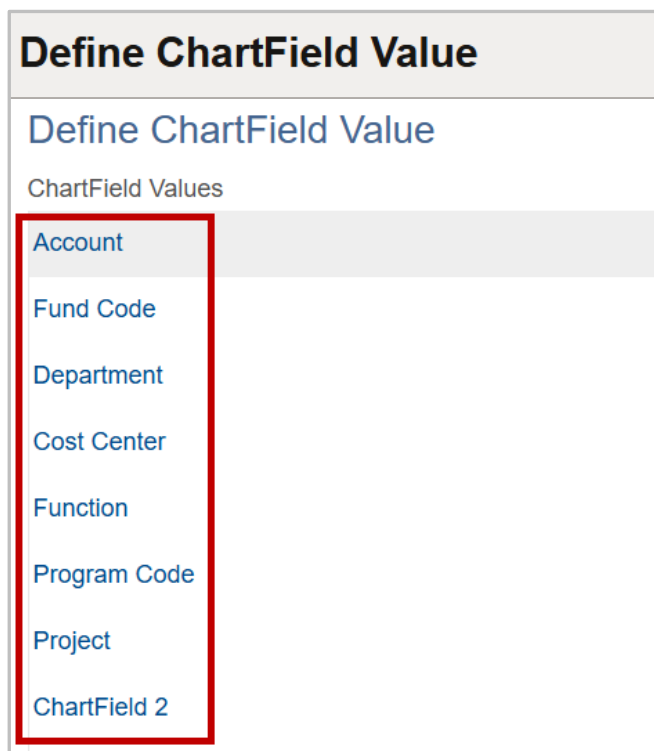 Define ChartField Value
Define ChartField Value
ChartField Values
Account
Fund Code
Department
Cost Center
Function
Program Code
Project
ChartField 2